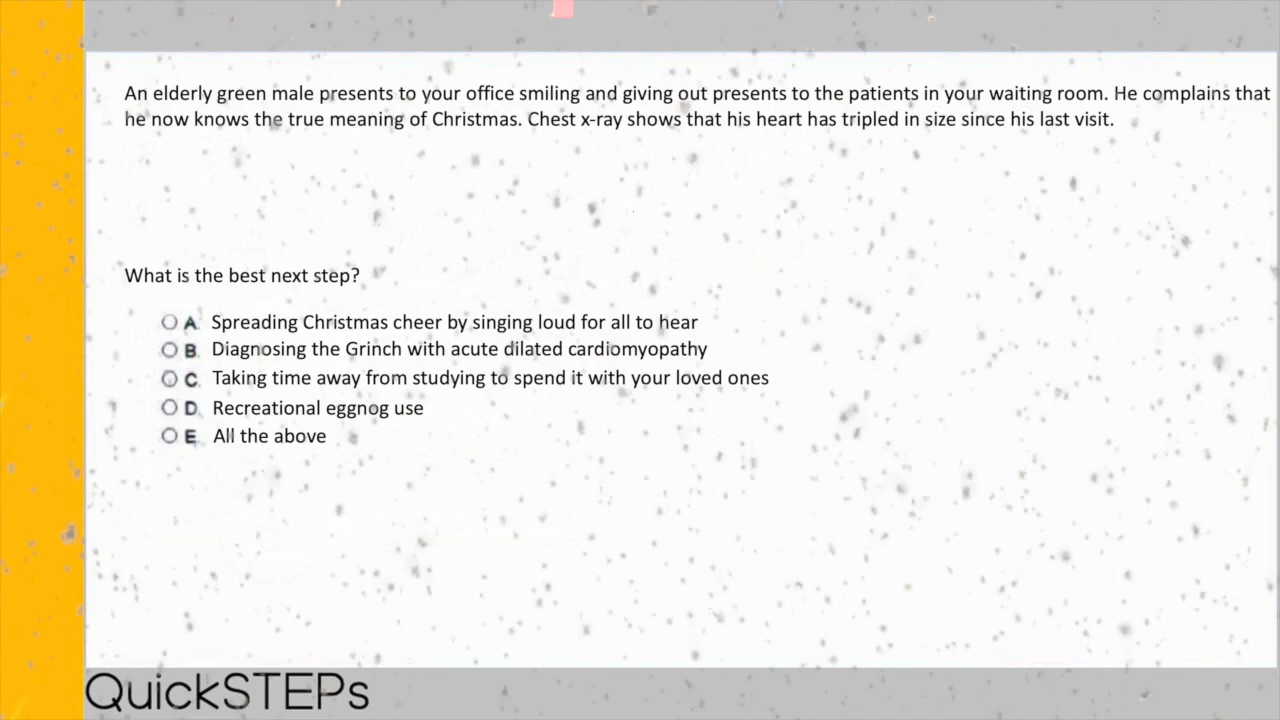 An elderly green male presents to your office smiling and giving out presents to the patients in your waiting room. He complains that
he now knows the true meaning of Christmas. Chest x-ray shows that his heart has tripled in size since his last visit.
What is the best next step?
A. Spreading Christmas cheer by singing loud for all to hear
B. Diagnosing the Grinch with acute dilated cardiomyopathy
C. Taking time away from studying to spend it with your loved ones
D. Recreational eggnog use
E. All the above
QuickSTEPs